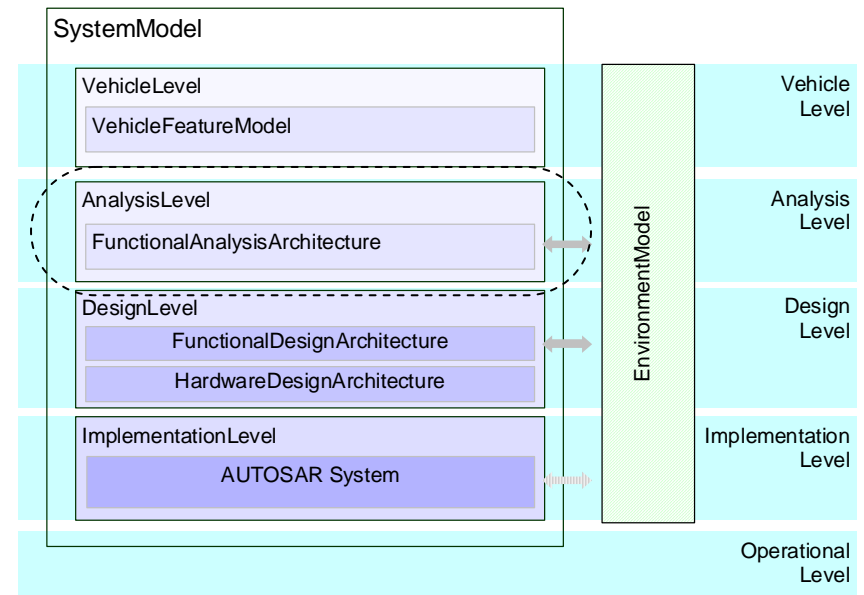 SystemModel
VehicleLevel
VehicleFeatureModel
Vehicle
Level
AnalysisLevel
FunctionalAnalysisArchitecture
Analysis
Level
EnvironmentModel
DesignLevel
FunctionalDesignArchitecture
HardwareDesignArchitecture
Design
Level
ImplementationLevel
AUTOSAR System
Implementation
Level
Operational
Level